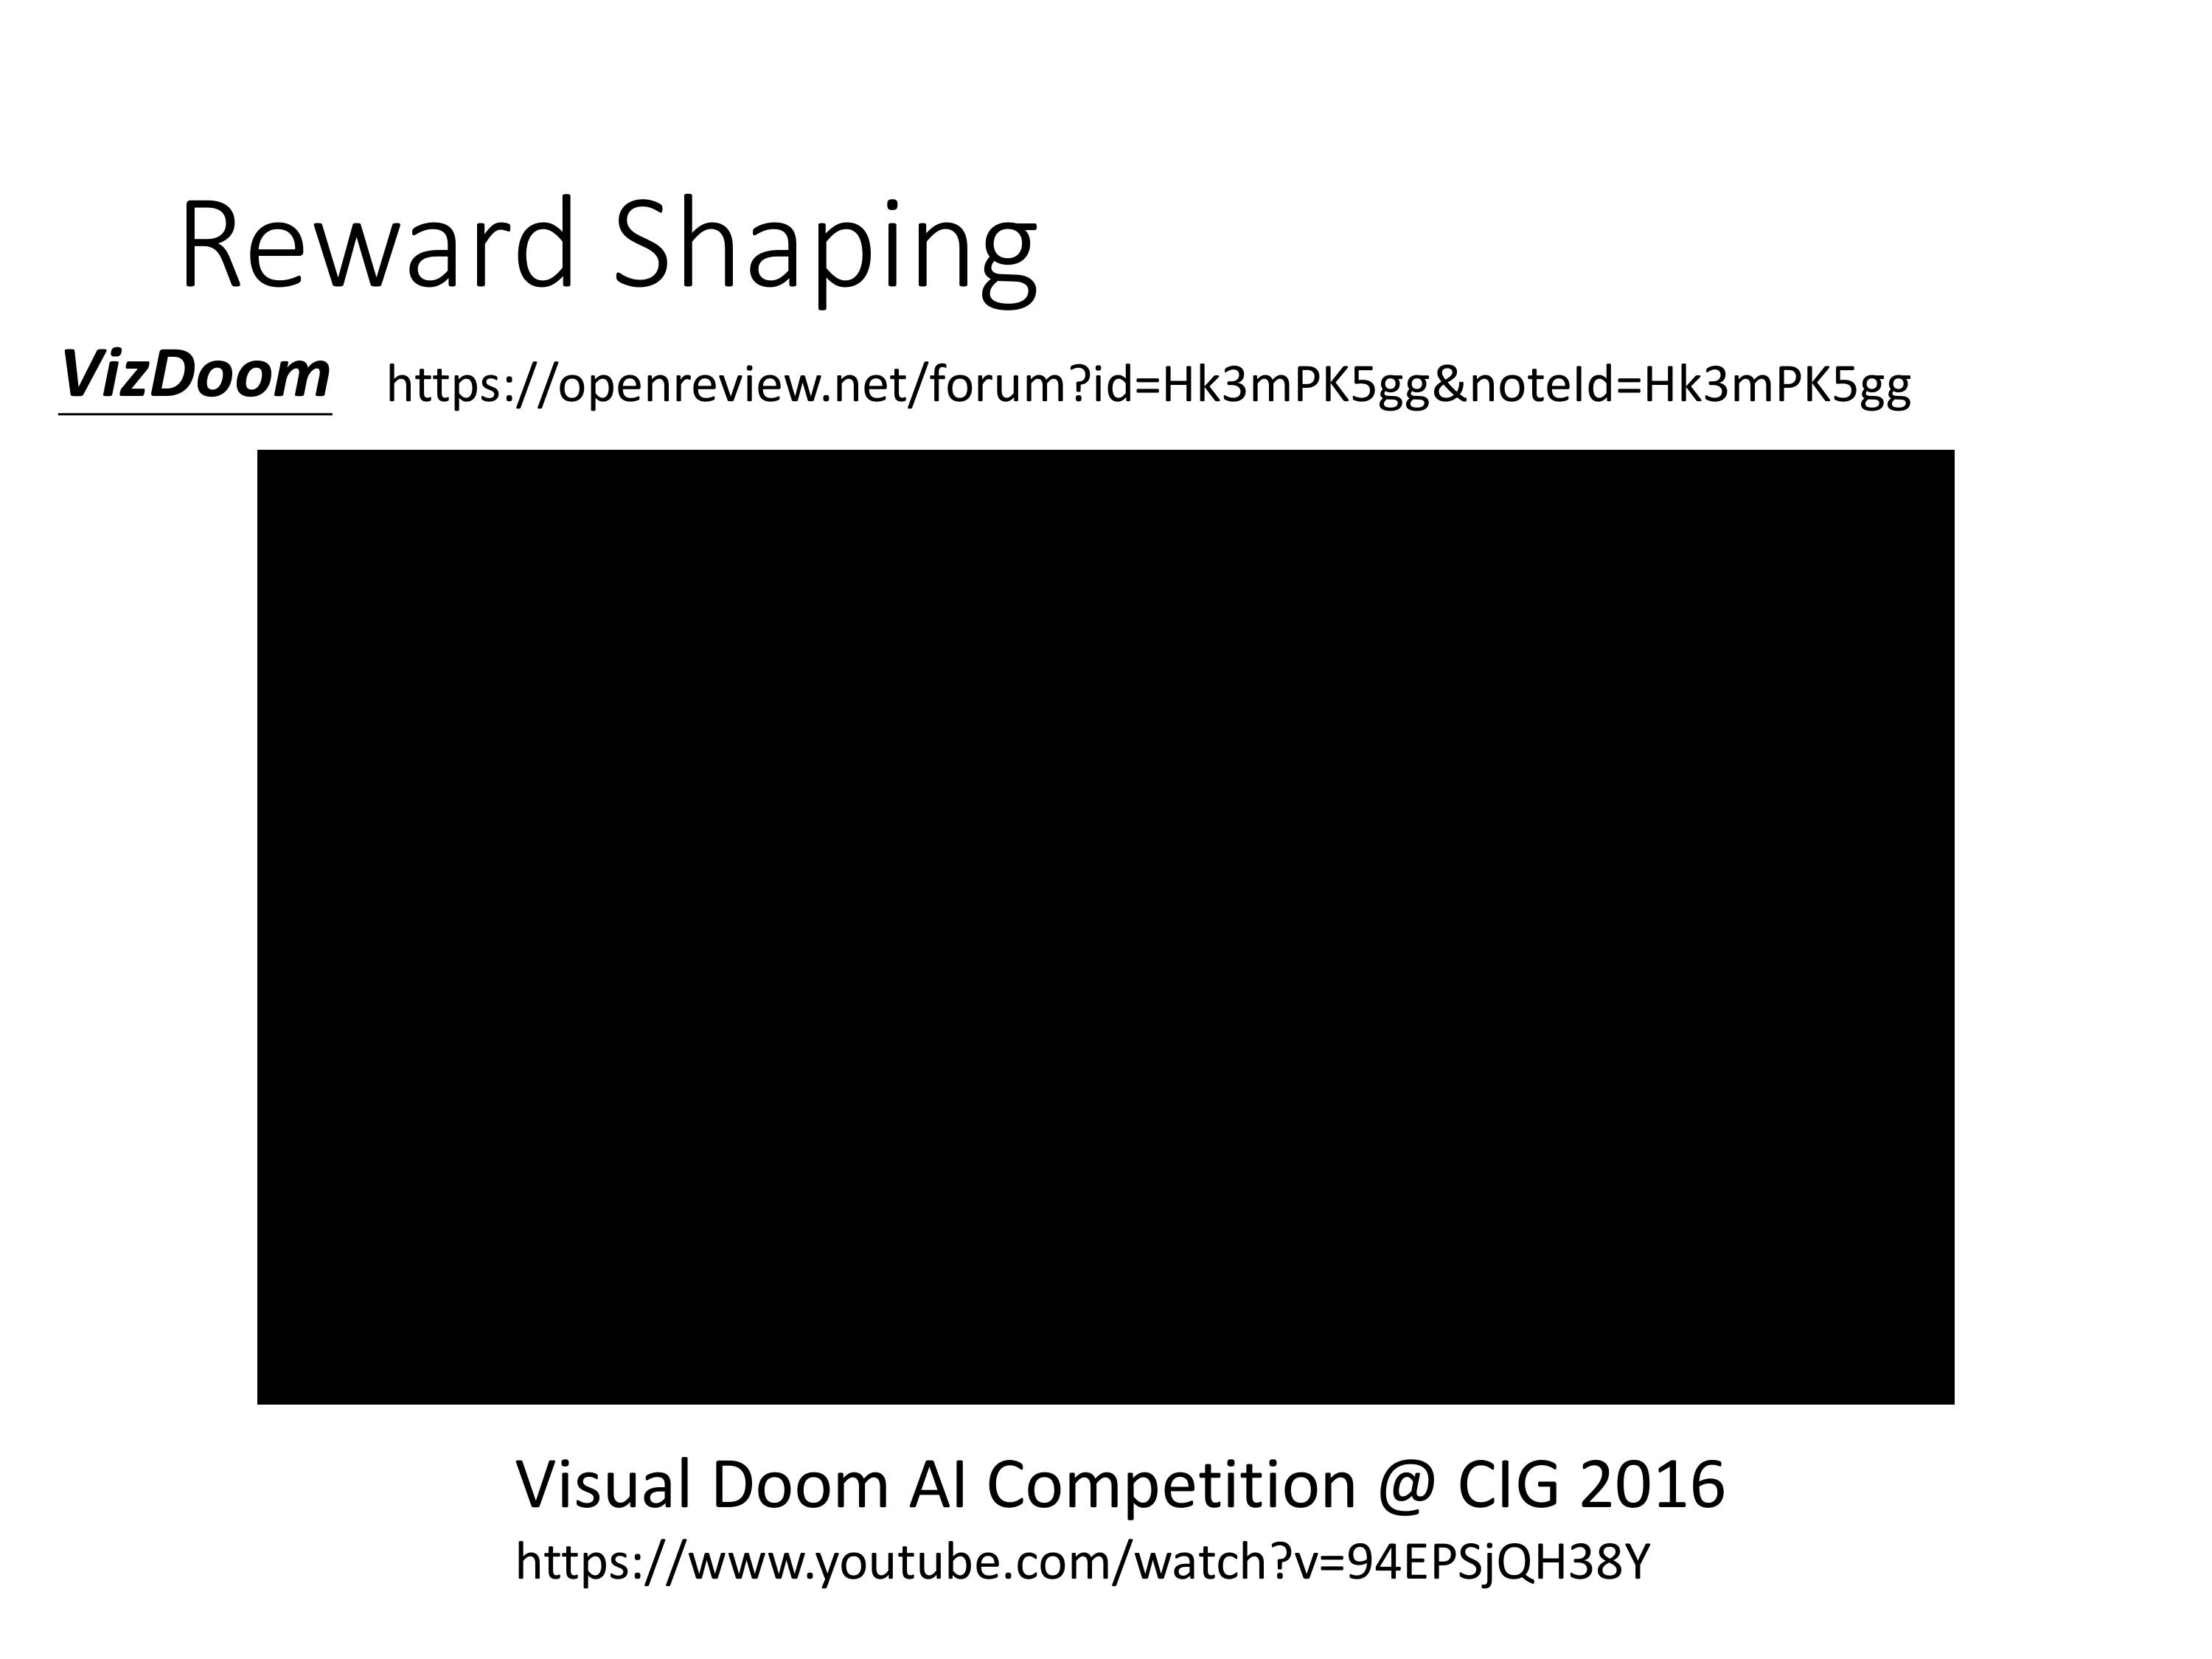 Reward Shaping
VizDoom https://openreview.net/forum?id=Hk3mPK5gg&noteId=Hk3mPK5gg
Visual Doom AI Competition @ CIG 2016
https://www.youtube.com/watch?v=94EPSjQH38Y